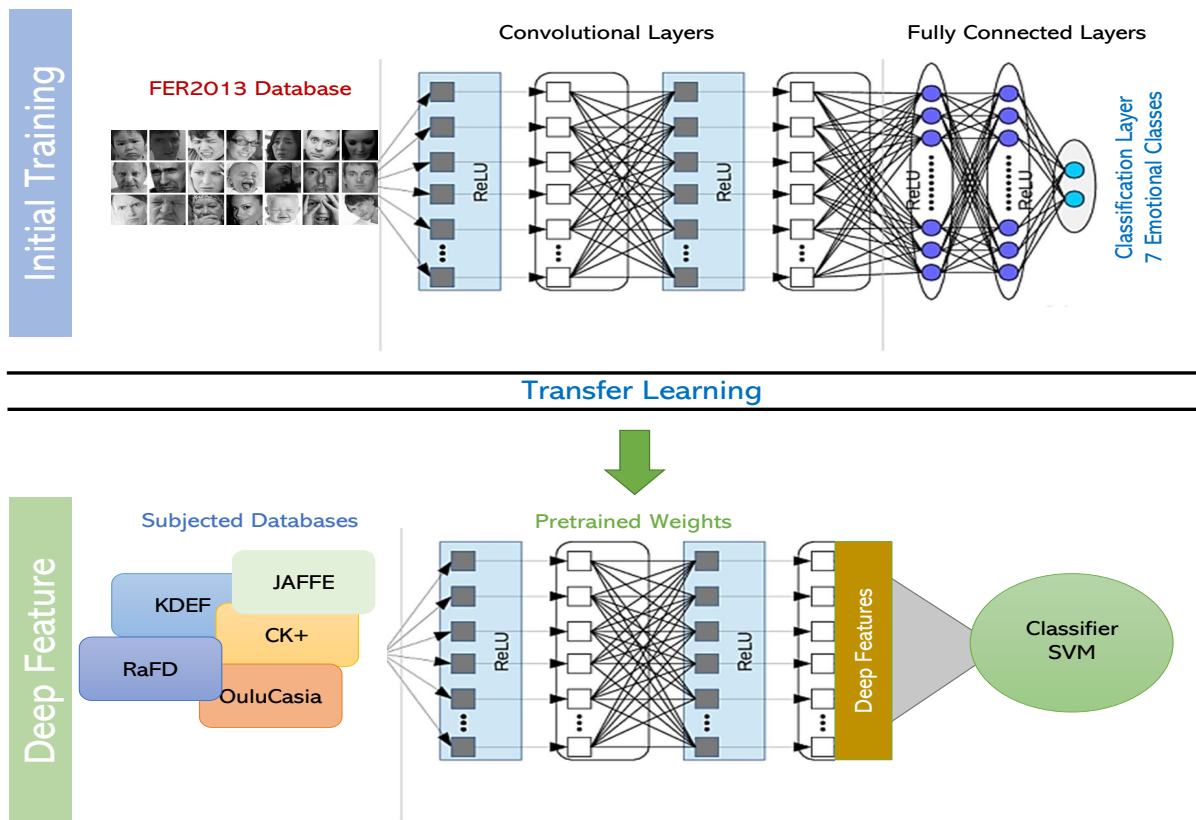 Initial Training
Convolutional Layers
Fully Connected Layers
FER2013 Database
ReLU
ReLU
ReLU
ReLU
Classification Layer
7 Emotional Classes
Transfer Learning
Deep Feature
Subjected Databases
Pretrained Weights
JAFFE
KDEF
CK+
RaFD
OuluCasia
ReLU
ReLU
Deep Features
Classifier
SVM